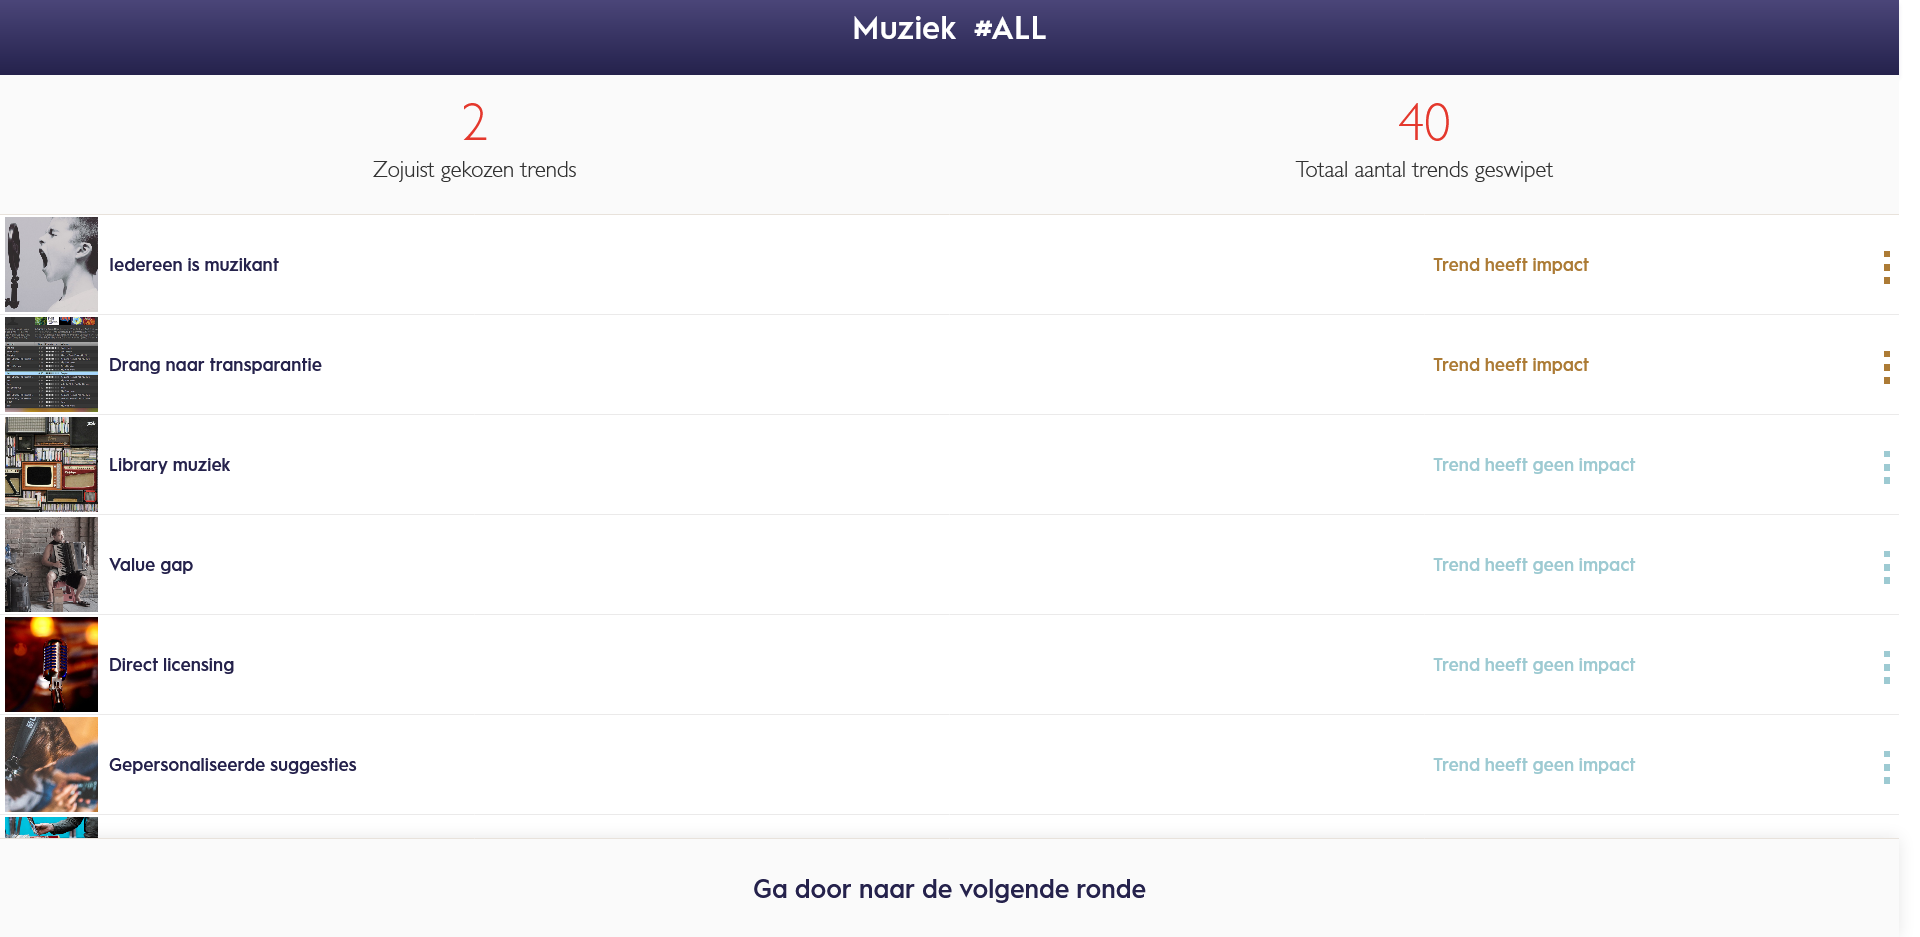 Muziek #ALL
2
Zojuist gekozen trends
40
Totaal aantal trends geswipet
Iedereen is muzikant
Trend heeft impact
Drang naar transparantie
Trend heeft impact
Library muziek
Trend heeft geen impact
Value gap
Trend heeft geen impact
Direct licensing
Trend heeft geen impact
Gepersonaliseerde suggesties
Trend heeft geen impact
Ga door naar de volgende ronde